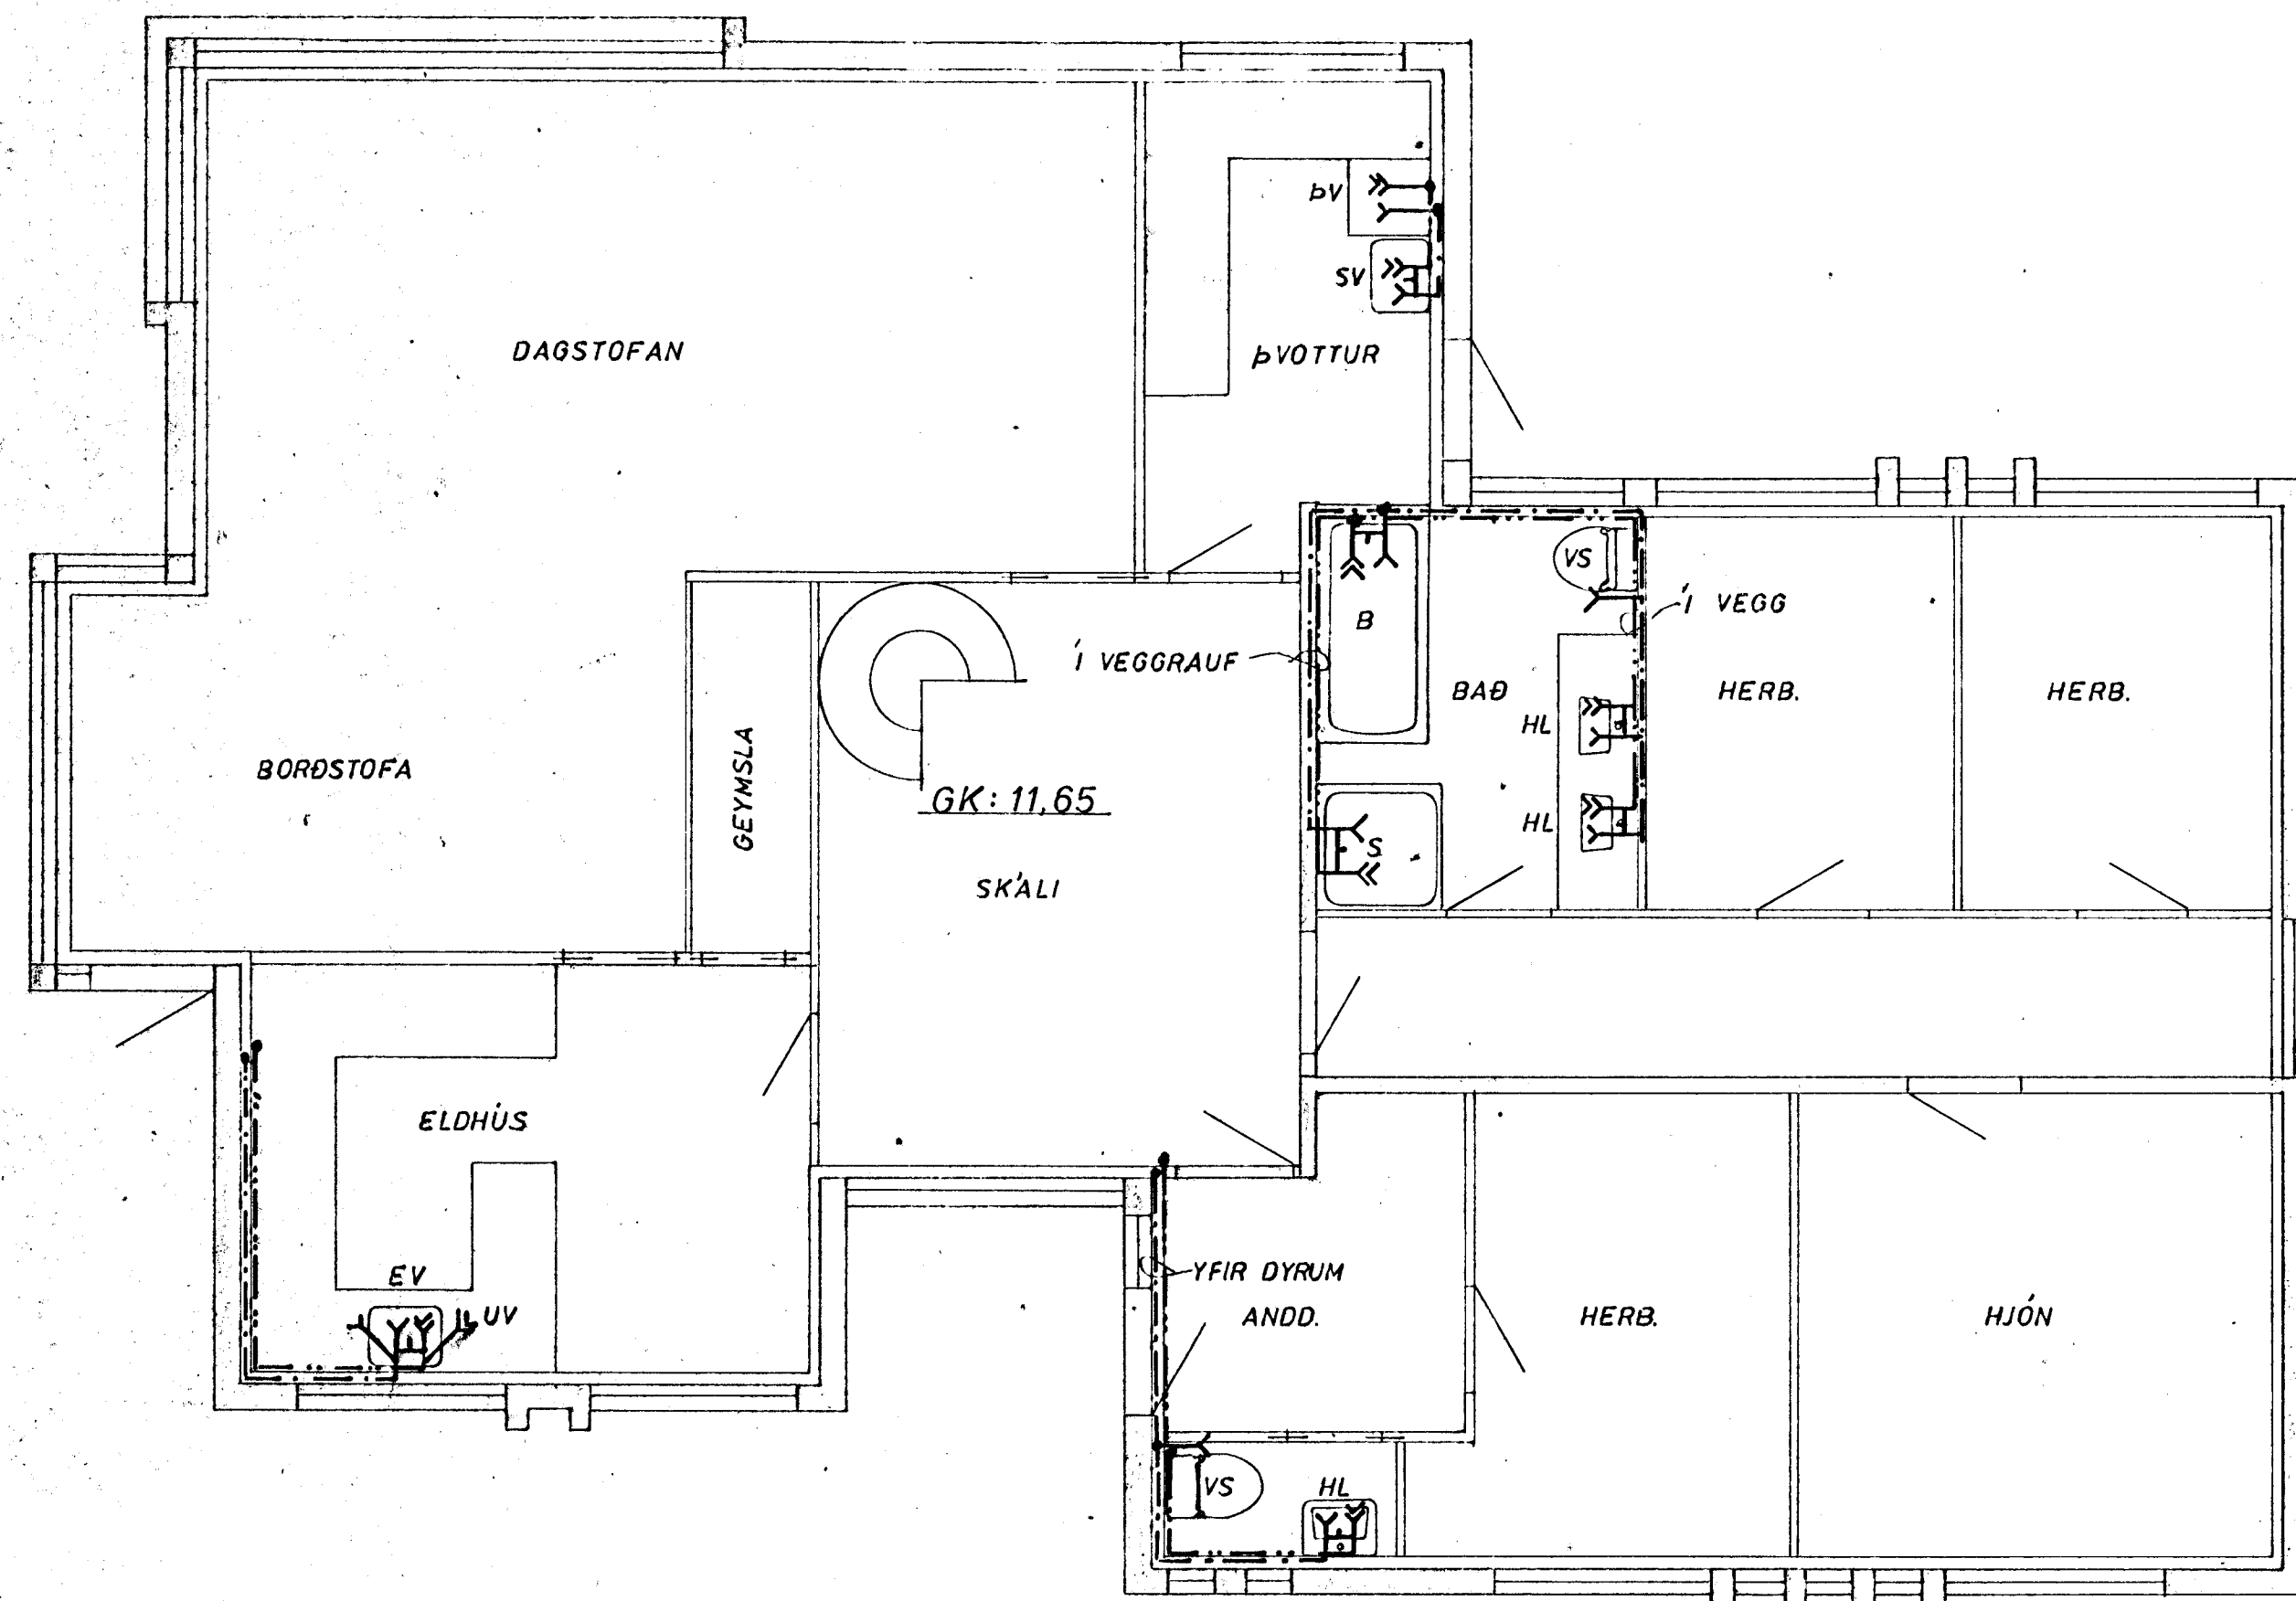 ÞV
SV
DAGSTOFAN
ÞVOTTUR
VS
Í VEGG
B
Í VEGGRAUF
BAÐ
HERB.
HERB.
HL
BORÐSTOFA
GEYMSLA
GK: 11,65
HL
S
SKÁLI
ELDHÚS
EV
UV
YFIR DYRUM
ANDD.
HERB.
HJÓN
VS
HL